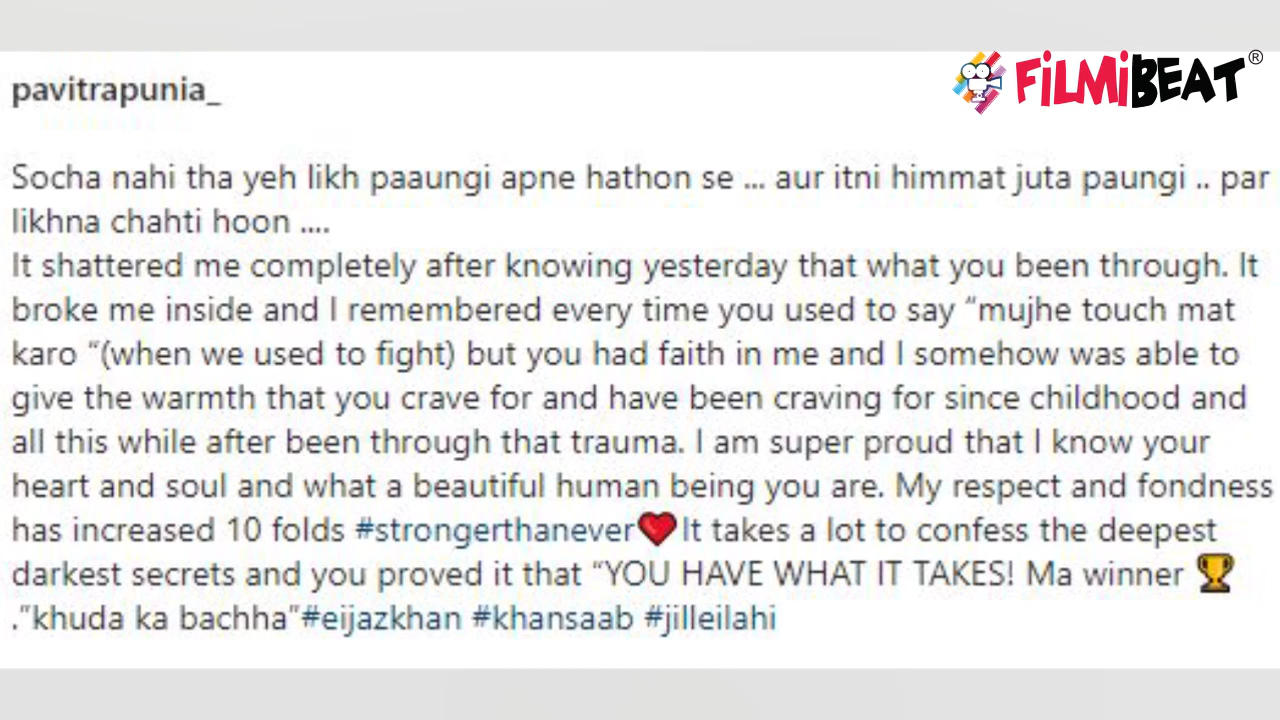 FiLMiBEAT®
pavitrapunia_
Socha nahi tha yeh likh paaungi apne hathon se ... aur itni himmat juta paungi .. par
likhna chahti hoon ....
It shattered me completely after knowing yesterday that what you been through. It
broke me inside and I remembered every time you used to say “mujhe touch mat
karo “(when we used to fight) but you had faith in me and I somehow was able to
give the warmth that you crave for and have been craving for since childhood and
all this while after been through that trauma. I am super proud that I know your
heart and soul and what a beautiful human being you are. My respect and fondness
has increased 10 folds #strongerthanever❤️It takes a lot to confess the deepest
darkest secrets and you proved it that “YOU HAVE WHAT IT TAKES! Ma winner 🏆
.”khuda ka bachha”#eijazkhan #khansaab #jilleilahi